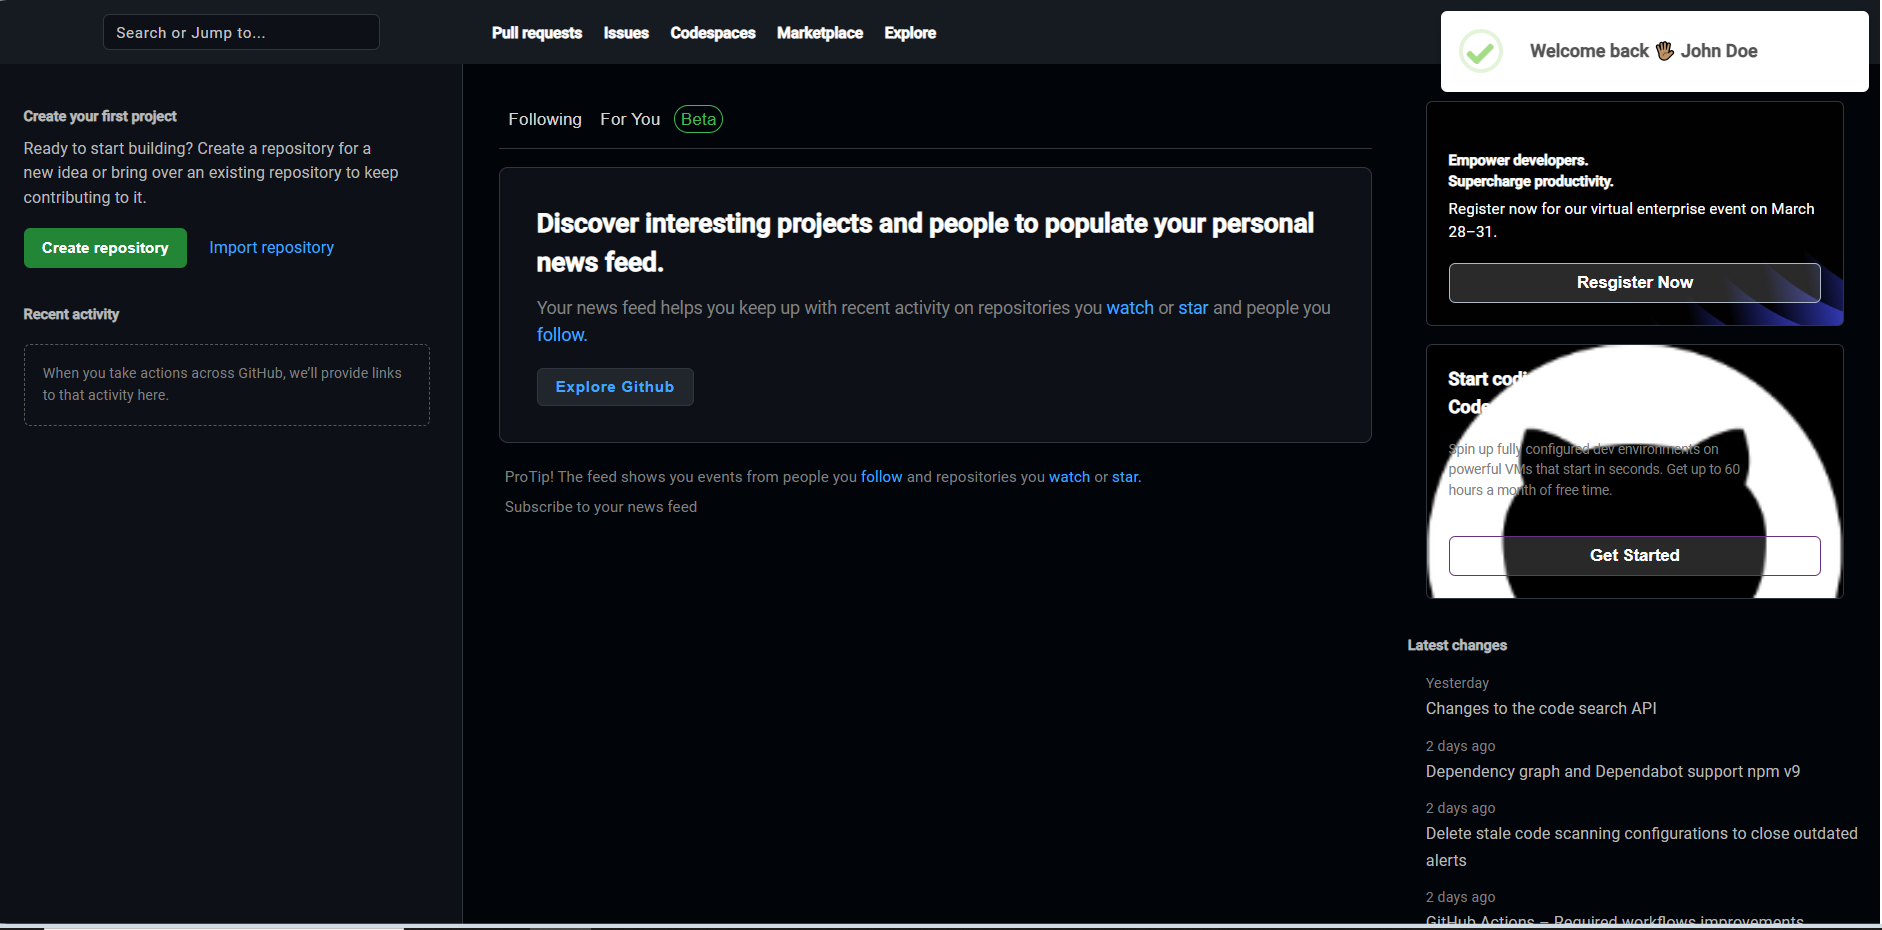 Search or Jump to...
Pull requests Issues Codespaces Marketplace Explore
Welcome back 🖐🏽 John Doe
Create your first project
Ready to start building? Create a repository for a
new idea or bring over an existing repository to keep
contributing to it.
Create repository Import repository
Recent activity
When you take actions across GitHub, we’ll provide links
to that activity here.
Following For You Beta
Discover interesting projects and people to populate your personal
news feed.
Your news feed helps you keep up with recent activity on repositories you watch or star and people you
follow.
Explore Github
ProTip! The feed shows you events from people you follow and repositories you watch or star.
Subscribe to your news feed
Empower developers.
Supercharge productivity.
Register now for our virtual enterprise event on March
28–31.
Resgister Now
Start
Spin up fully configured dev environments on
powerful VMs that start in seconds. Get up to 60
hours a month of free time.
Get Started
Latest changes
Yesterday
Changes to the code search API
2 days ago
Dependency graph and Dependabot support npm v9
2 days ago
Delete stale code scanning configurations to close outdated
alerts
2 days ago
GitHub Actions – Required workflows improvements